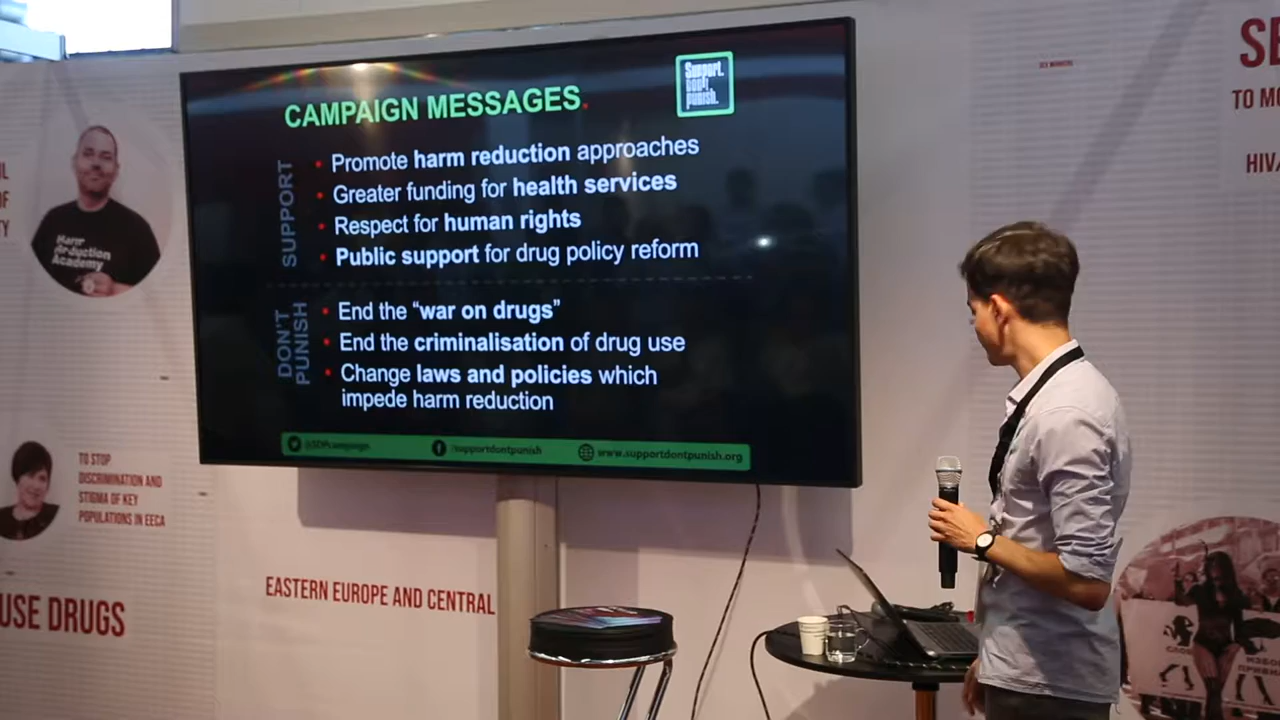 CAMPAIGN MESSAGES.
Support.
Don't
punish.
SUPPORT
• Promote harm reduction approaches
• Greater funding for health services
• Respect for human rights
• Public support for drug policy reform
DON'T
PUNISH
• End the “war on drugs”
• End the criminalisation of drug use
• Change laws and policies which
impede harm reduction
@SDPcampaign
/supportdontpunish
www.supportdontpunish.org
Harm
Reduction
Academy
TO STOP
DISCRIMINATION AND
STIGMA OF KEY
POPULATIONS IN EECA
USE DRUGS
EASTERN EUROPE AND CENTRAL
SEX WORKERS
TO MO
HIV/